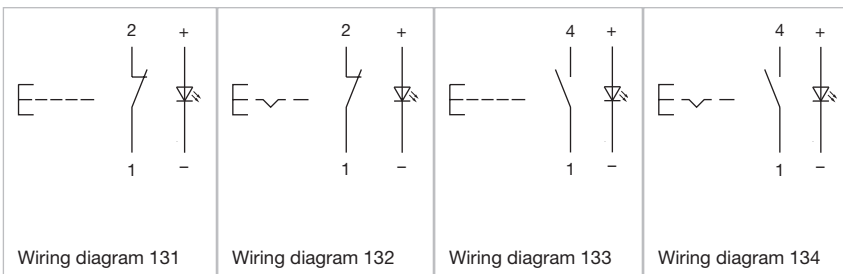 2 + 2 + 4 + 4 +
1 – 1 – 1 – 1 –
Wiring diagram 131 Wiring diagram 132 Wiring diagram 133 Wiring diagram 134